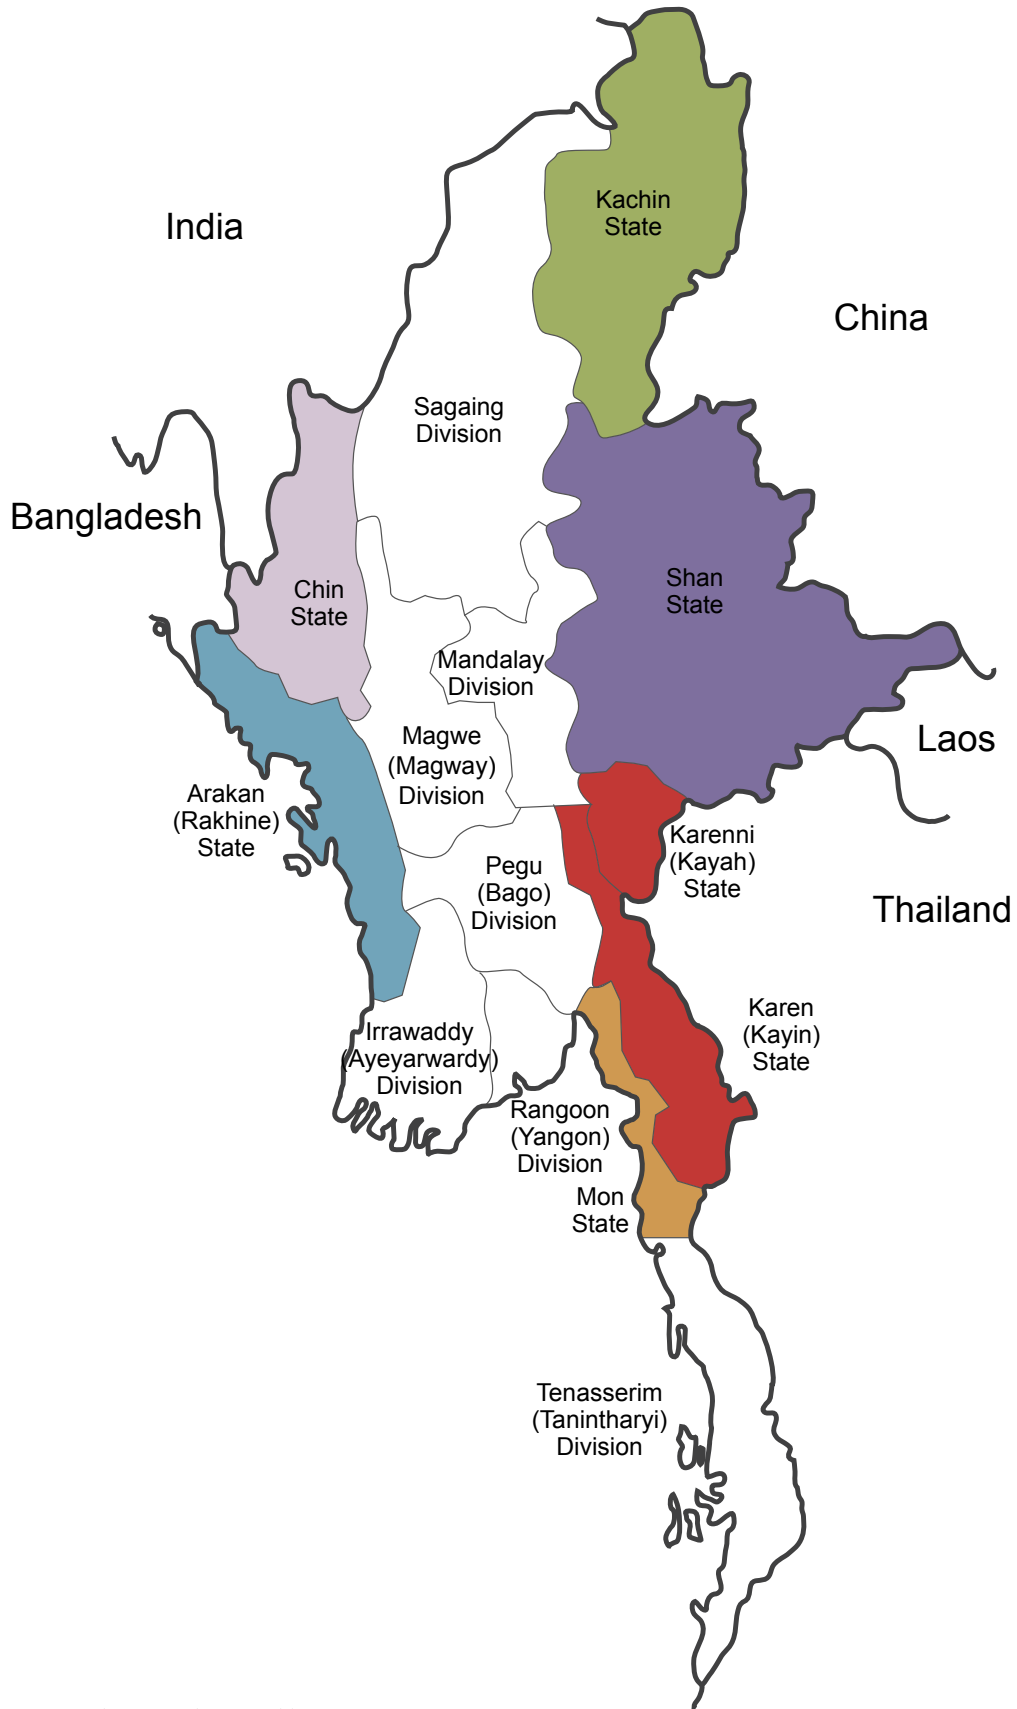 Kachin
State
India
China
Sagaing
Division
Bangladesh
Chin
State
Shan
State
Mandalay
Division
Magwe
(Magway)
Division
Laos
Arakan
(Rakhine)
State
Karenni
(Kayah)
State
Pegu
(Bago)
Division
Thailand
Karen
(Kayin)
State
Irrawaddy
(Ayeyarwardy)
Division
Rangoon
(Yangon)
Division
Mon
State
Tenasserim
(Tanintharyi)
Division